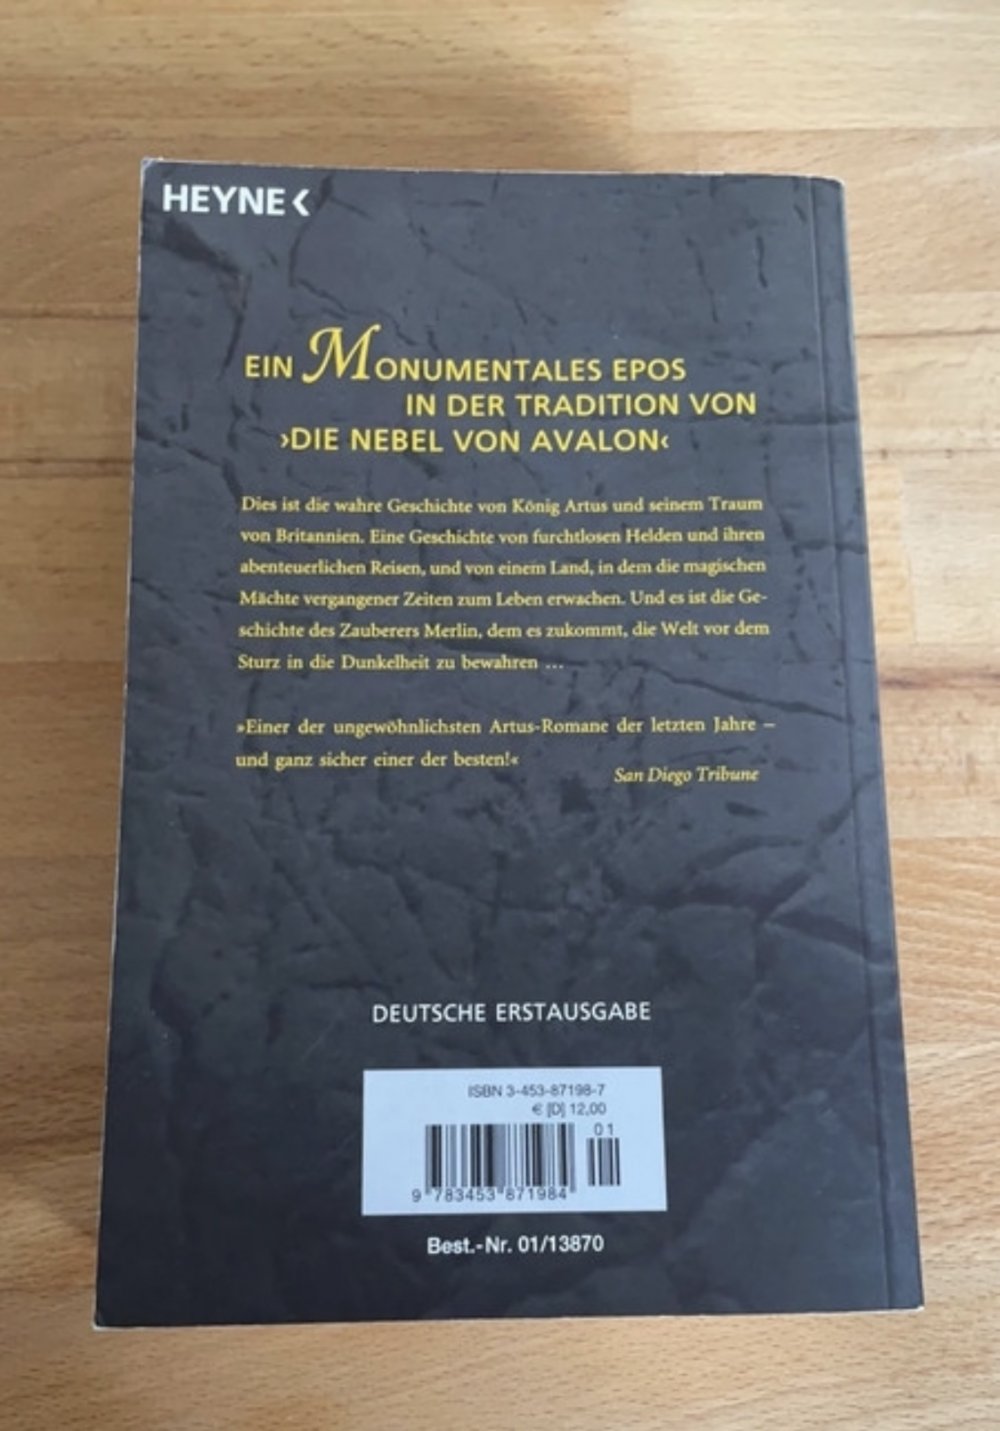 HEYNE<
EIN MONUMENTALES EPOS
IN DER TRADITION VON
›DIE NEBEL VON AVALON‹
Dies ist die wahre Geschichte von König Artus und seinem Traum
von Britannien. Eine Geschichte von furchtlosen Helden und ihren
abenteuerlichen Reisen, und von einem Land, in dem die magischen
Mächte vergangener Zeiten zum Leben erwachen. Und es ist die Ge-
schichte des Zauberers Merlin, dem es zukommt, die Welt vor dem
Sturz in die Dunkelheit zu bewahren ...
»Einer der ungewöhnlichsten Artus-Romane der letzten Jahre –
und ganz sicher einer der besten!«
San Diego Tribune
DEUTSCHE ERSTAUSGABE
ISBN 3-453-87198-7
€ [D] 12,00
01
9 783453 871984
Best.-Nr. 01/13870